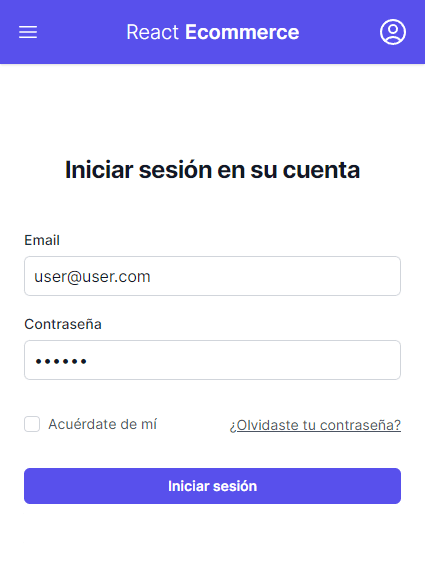 React Ecommerce
Iniciar sesión en su cuenta
Email
user@user.com
Contraseña
••••••
Acuérdate de mí ¿Olvidaste tu contraseña?
Iniciar sesión